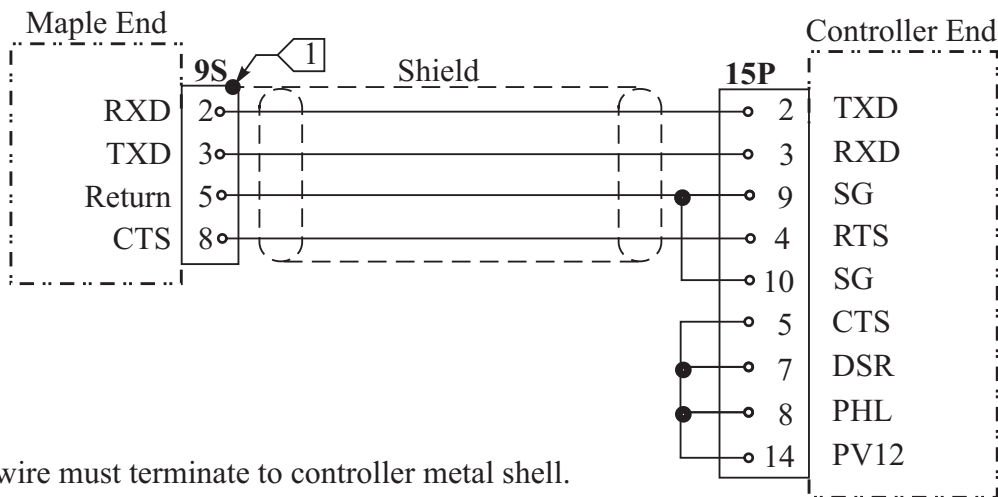 Maple End
Controller End
1
9S
Shield
15P
RXD 2 2 TXD
TXD 3 3 RXD
Return 5 9 SG
CTS 8 4 RTS
10 SG
5 CTS
7 DSR
8 PHL
14 PV12
wire must terminate to controller metal shell.